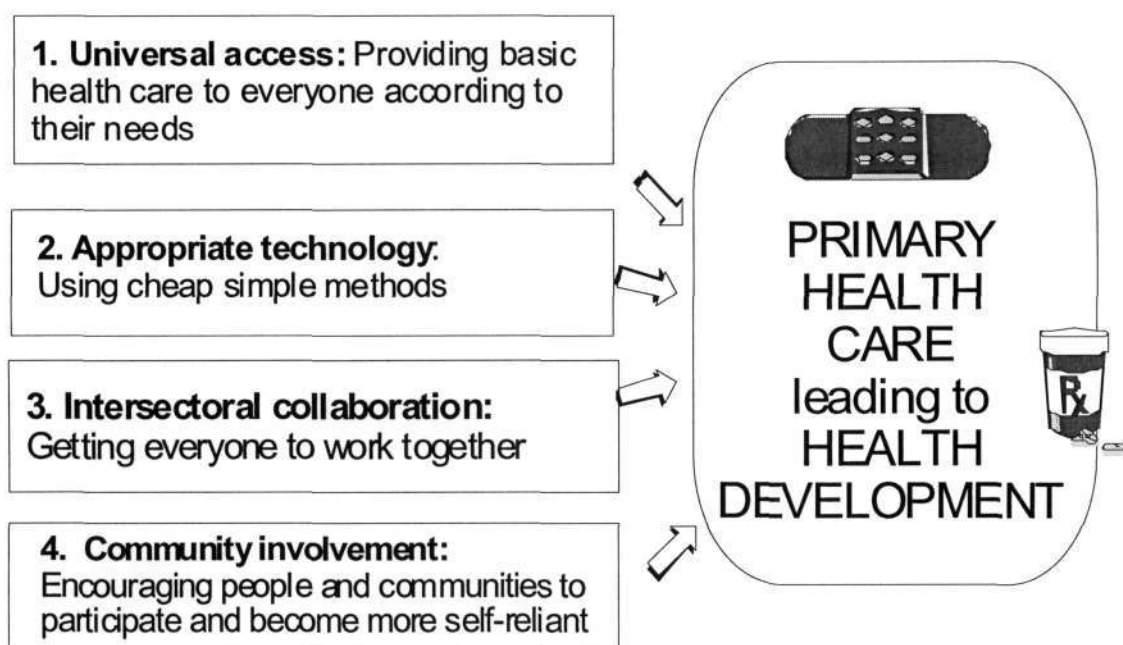 1. Universal access: Providing basic
health care to everyone according to
their needs
2. Appropriate technology:
Using cheap simple methods
3. Intersectoral collaboration:
Getting everyone to work together
4. Community involvement:
Encouraging people and communities to
participate and become more self-reliant
PRIMARY
HEALTH
CARE
leading to
HEALTH
DEVELOPMENT
Rx